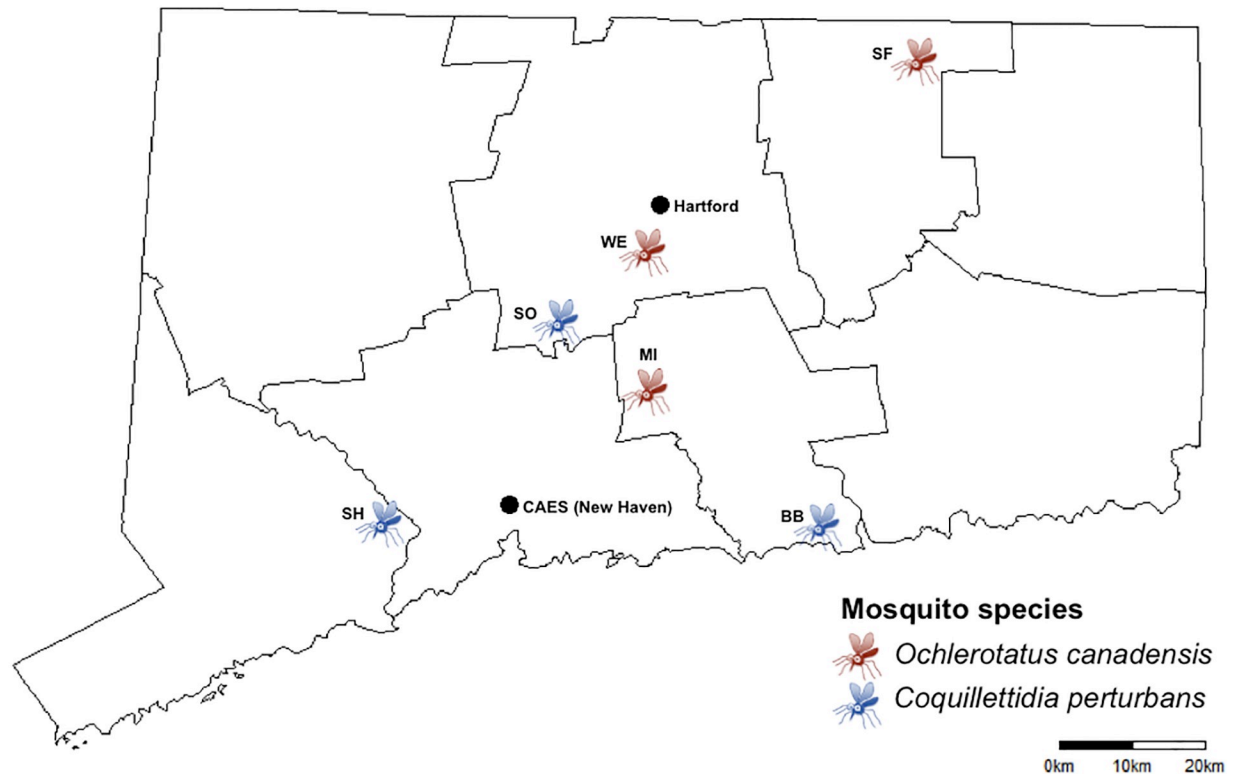 SF
Hartford
WE
SO
MI
SH
CAES (New Haven)
BB
Mosquito species
Ochlerotatus canadensis
Coquillettidia perturbans
0km 10km 20km